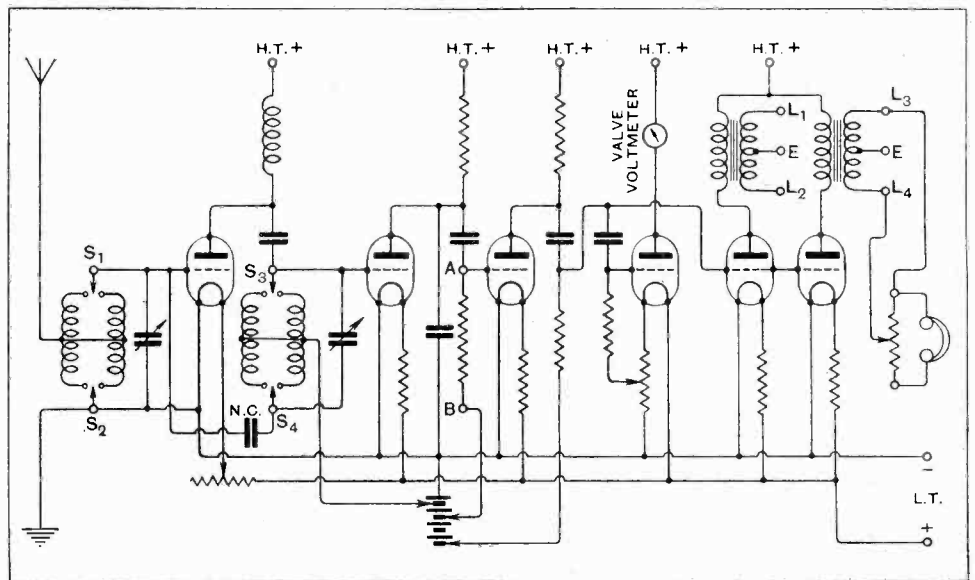 H.T. +
H.T. +
H.T. +
H.T. +
H.T. +
VALVE
VOLTMETER
L1
E
L2
L3
E
L4
S1
S3
A
S2
N.C.
S4
B
−
L.T.
+